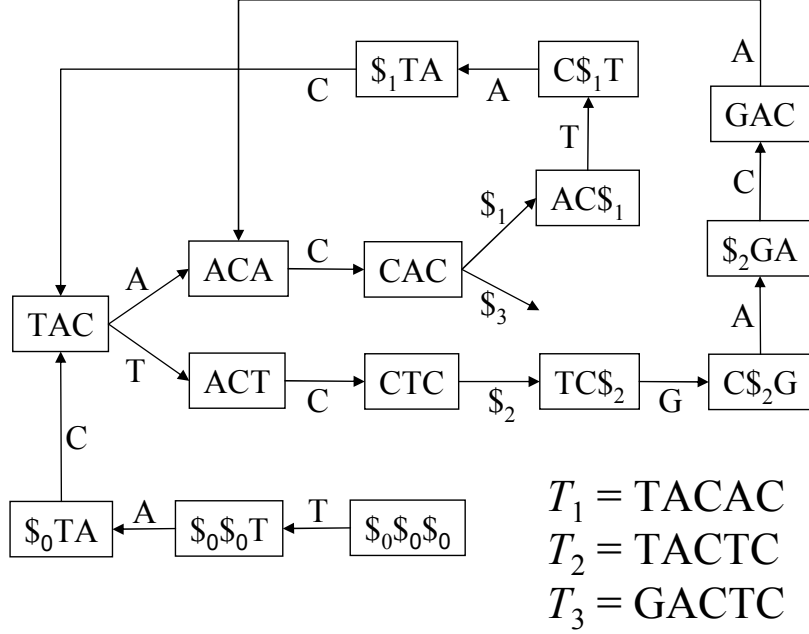 A
$₁TA
C$₁T
C
A
A
GAC
T
$₁
AC$₁
C
ACA
C
CAC
$₂GA
A
$₃
TAC
A
T
ACT
C
CTC
$₂
TC$₂
G
C$₂G
C
$₀TA
A
$₀$₀T
T
$₀$₀$₀
T₁ = TACAC
T₂ = TACTC
T₃ = GACTC